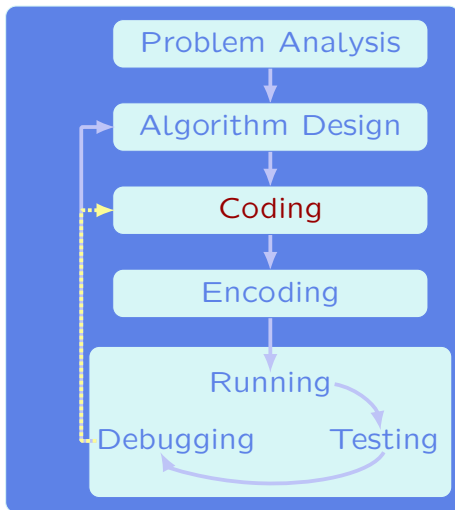 Problem Analysis
Algorithm Design
Coding
Encoding
Running
Debugging Testing